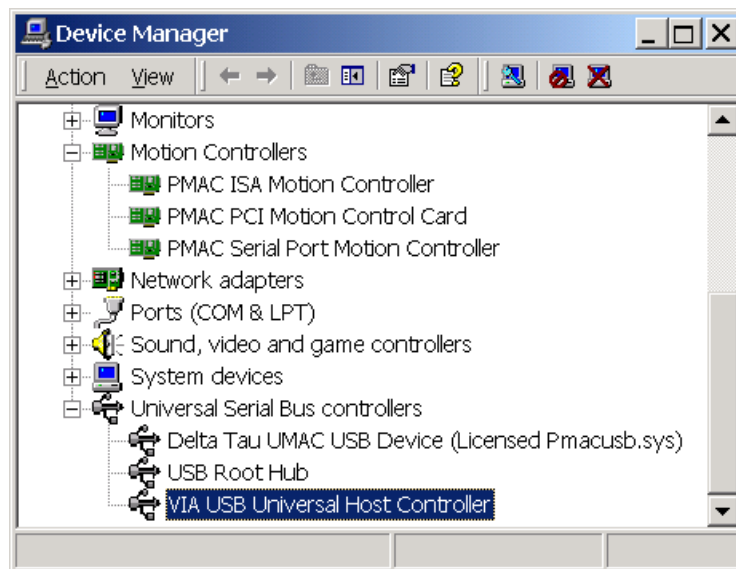 Device Manager
Action View
Monitors
Motion Controllers
PMAC ISA Motion Controller
PMAC PCI Motion Control Card
PMAC Serial Port Motion Controller
Network adapters
Ports (COM & LPT)
Sound, video and game controllers
System devices
Universal Serial Bus controllers
Delta Tau UMAC USB Device (Licensed Pmacusb.sys)
USB Root Hub
VIA USB Universal Host Controller